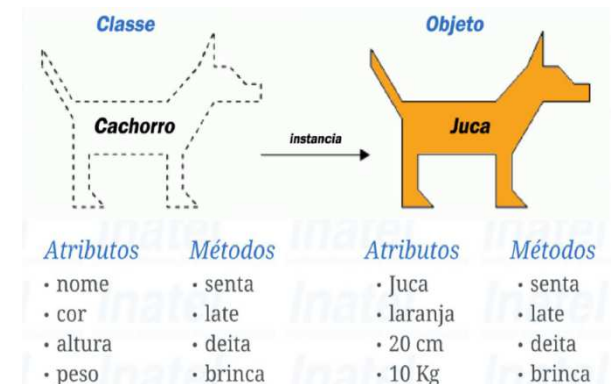 Classe Objeto
Cachorro Juca
instancia
Atributos Métodos Atributos Métodos
• nome • senta • Juca • senta
• cor • late • laranja • late
• altura • deita • 20 cm • deita
• peso • brinca • 10 Kg • brinca
Inatel